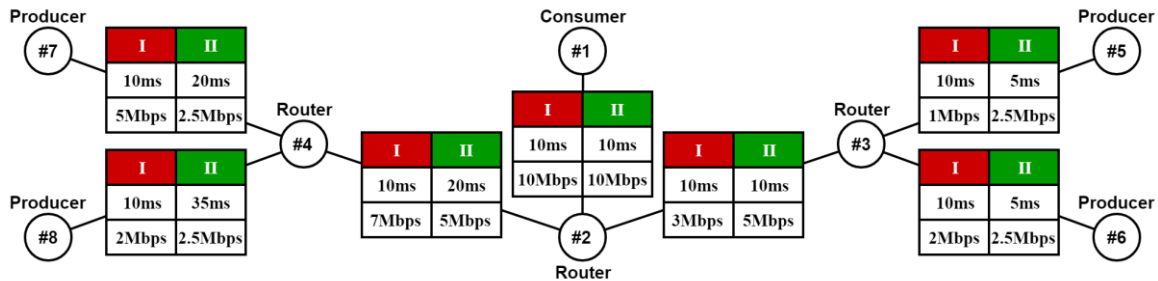 Producer
#7
I II
10ms 20ms
5Mbps 2.5Mbps
Producer
#8
I II
10ms 35ms
2Mbps 2.5Mbps
Router
#4
I II
10ms 20ms
7Mbps 5Mbps
Consumer
#1
I II
10ms 10ms
10Mbps 10Mbps
#2
Router
I II
10ms 10ms
3Mbps 5Mbps
Router
#3
I II
10ms 5ms
1Mbps 2.5Mbps
Producer
#5
I II
10ms 5ms
2Mbps 2.5Mbps
Producer
#6